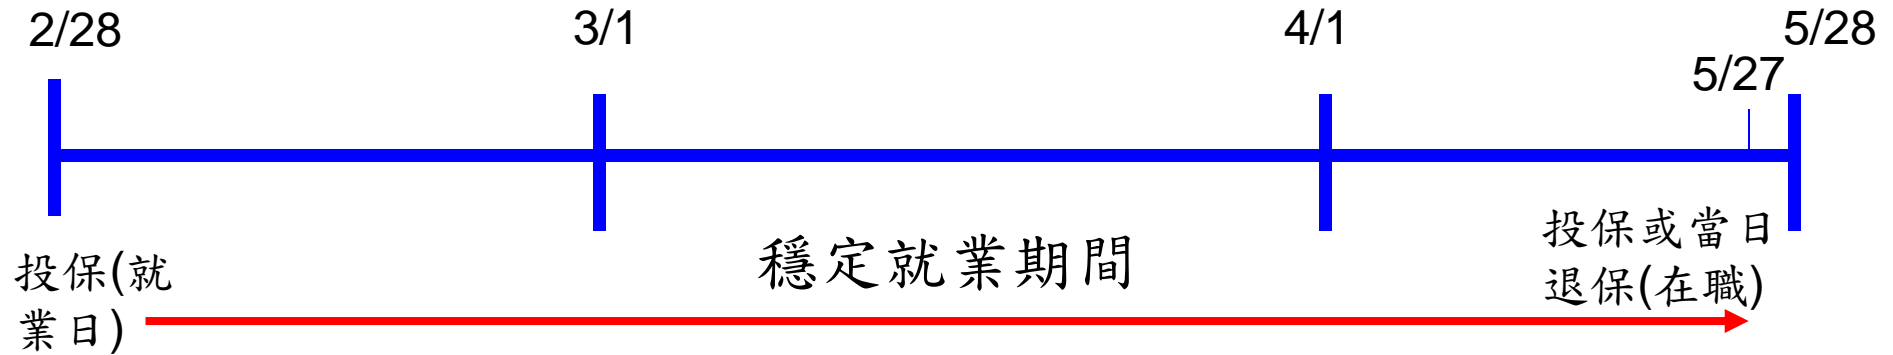 2/28
3/1
4/1
5/28
5/27
穩定就業期間
投保(就
業日)
投保或當日
退保(在職)